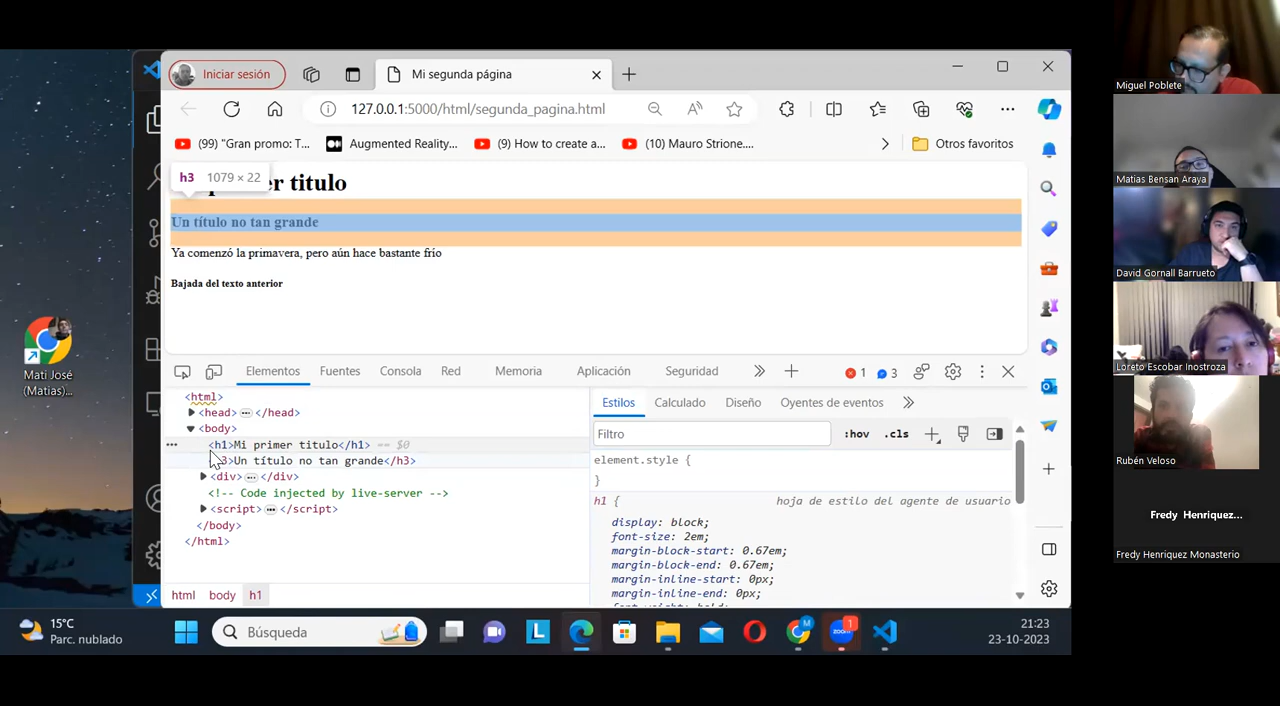 Iniciar sesión
Mi segunda página
127.0.0.1:5000/html/segunda_pagina.html
(99) "Gran promo: T...
Augmented Reality...
(9) How to create a...
(10) Mauro Strione....
Otros favoritos
h3 1079 × 22
er titulo
Un título no tan grande
Ya comenzó la primavera, pero aún hace bastante frío
Bajada del texto anterior
Elementos
Fuentes
Consola
Red
Memoria
Aplicación
Seguridad
1
3
<html>
<head> </head>
<body>
<h1>Mi primer titulo</h1> == $0
3>Un título no tan grande</h3>
<div> </div>
<!-- Code injected by live-server -->
<script> </script>
</body>
</html>
html body h1
Estilos
Calculado
Diseño
Oyentes de eventos
Filtro
:hov
.cls
element.style {
}
h1 {
hoja de estilo del agente de usuario
display: block;
font-size: 2em;
margin-block-start: 0.67em;
margin-block-end: 0.67em;
margin-inline-start: 0px;
margin-inline-end: 0px;
Mati José
(Matias)...
15°C
Parc. nublado
Búsqueda
L
M
zoom
1
21:23
23-10-2023
Miguel Poblete
Matias Bensan Araya
David Gornall Barrueto
Loreto Escobar Inostroza
Rubén Veloso
Fredy Henriquez...
Fredy Henriquez Monasterio